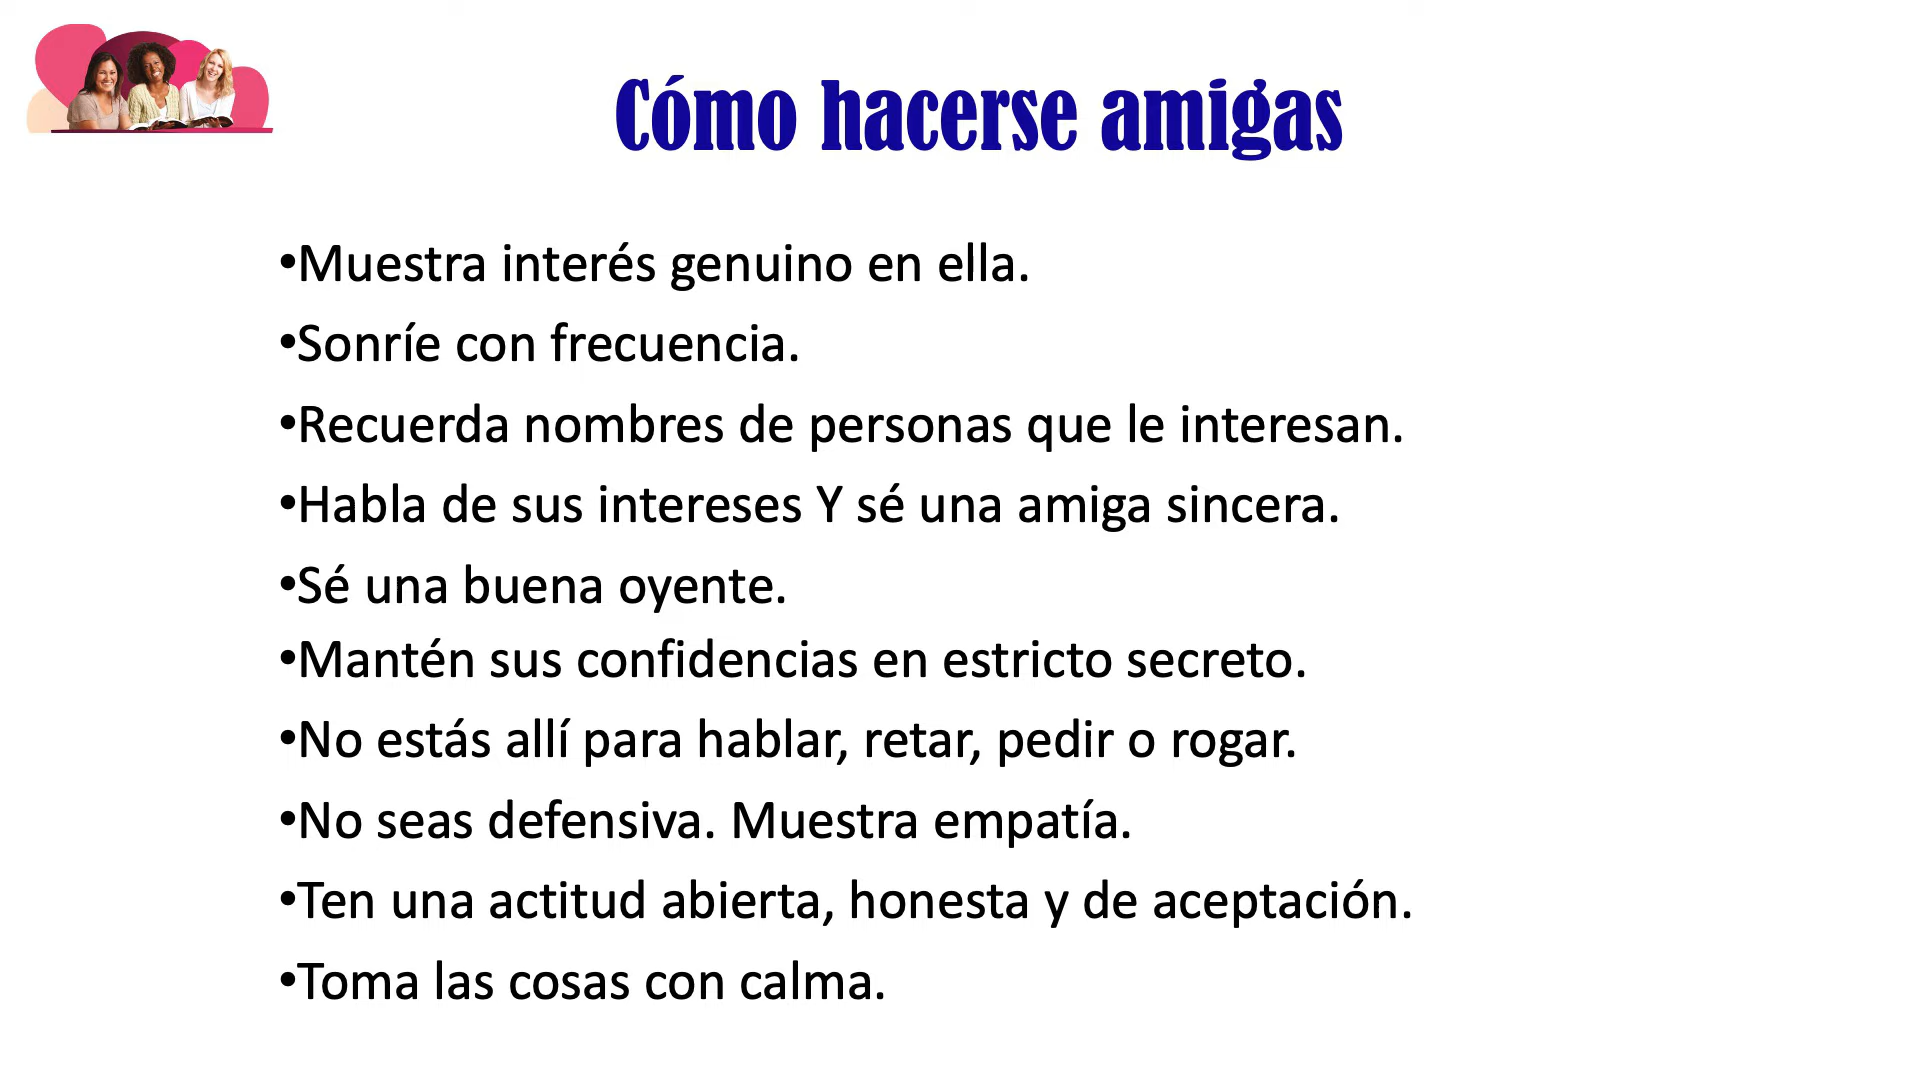 Cómo hacerse amigas
•Muestra interés genuino en ella.
•Sonríe con frecuencia.
•Recuerda nombres de personas que le interesan.
•Habla de sus intereses Y sé una amiga sincera.
•Sé una buena oyente.
•Mantén sus confidencias en estricto secreto.
•No estás allí para hablar, retar, pedir o rogar.
•No seas defensiva. Muestra empatía.
•Ten una actitud abierta, honesta y de aceptación.
•Toma las cosas con calma.